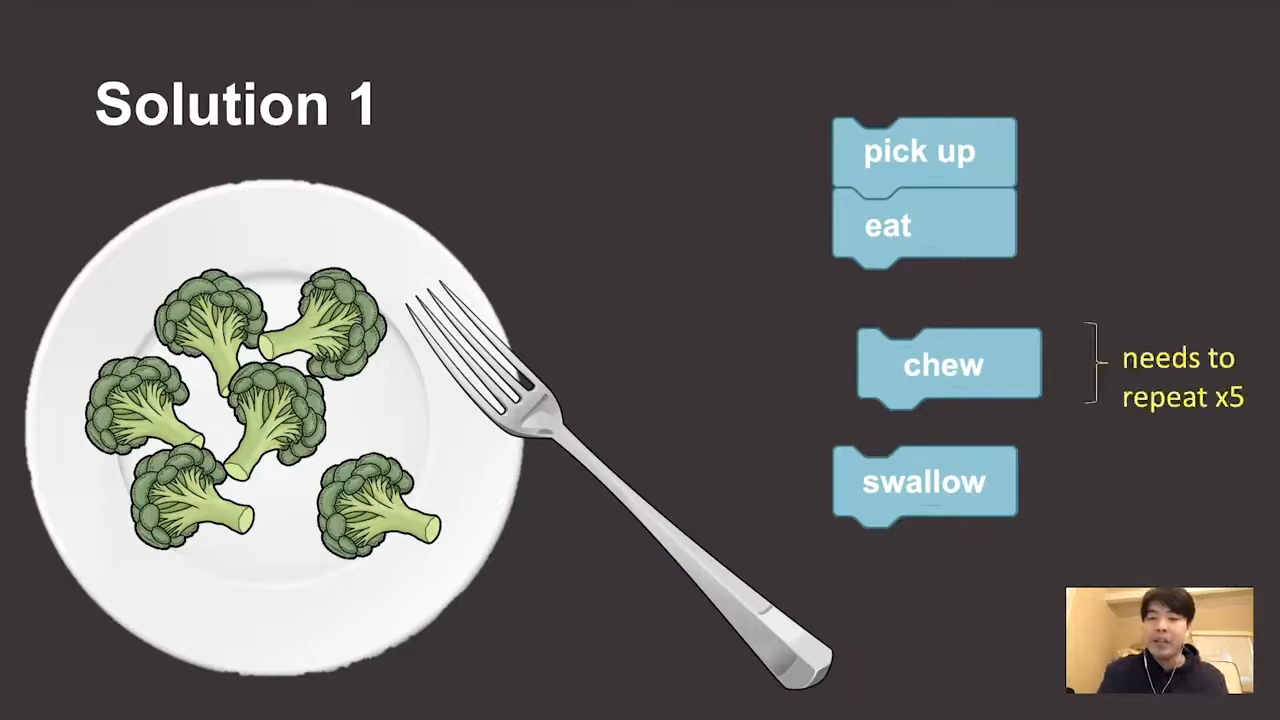 Solution 1
pick up
eat
chew
needs to
repeat x5
swallow